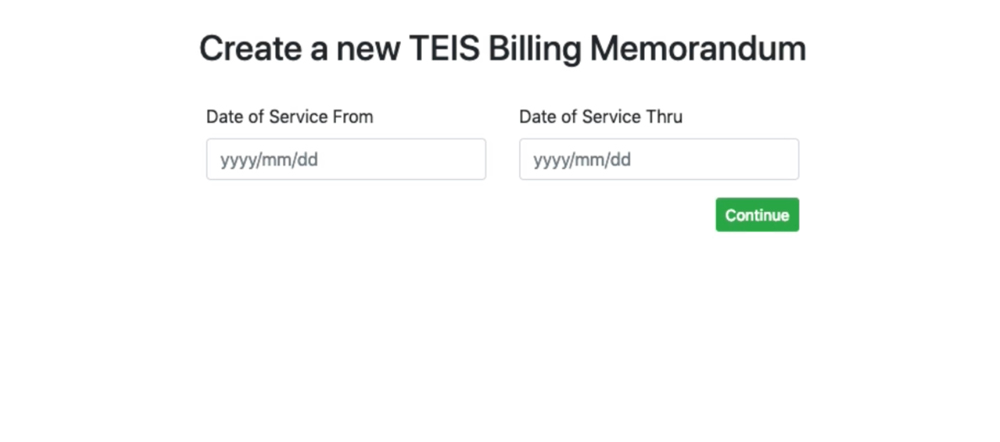 Create a new TEIS Billing Memorandum
Date of Service From
Date of Service Thru
yyyy/mm/dd
yyyy/mm/dd
Continue